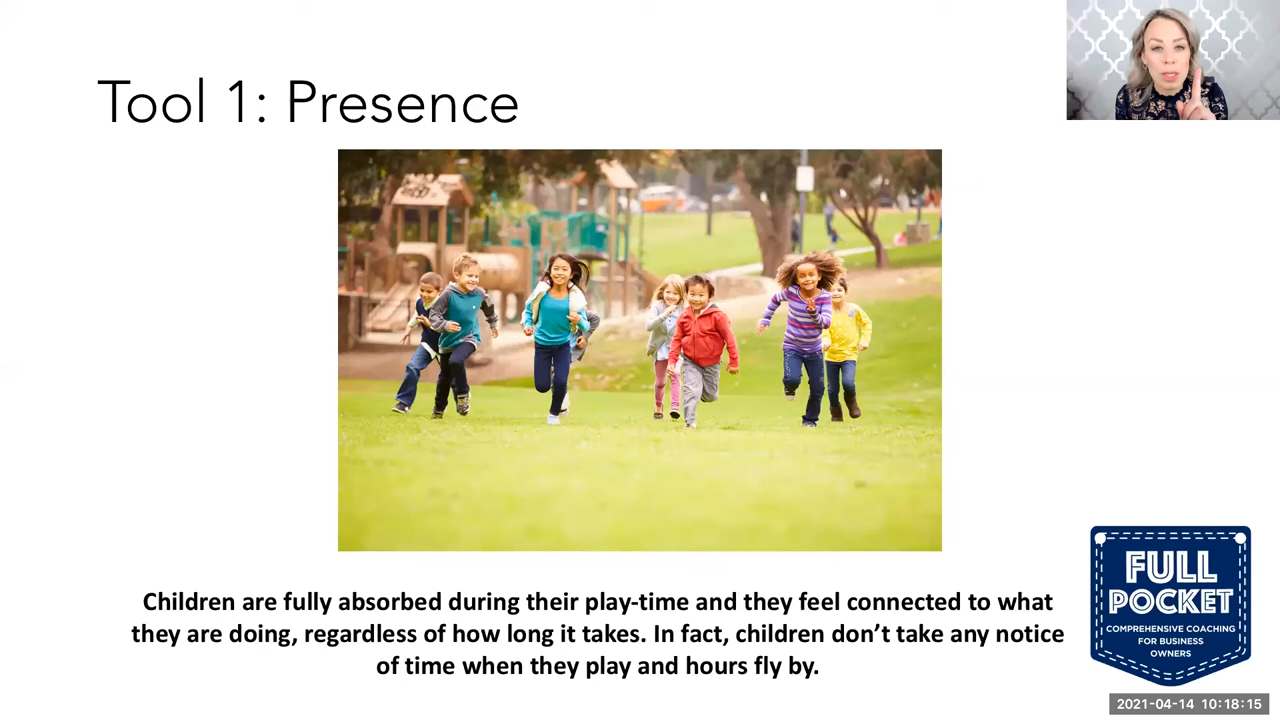 Tool 1: Presence
Children are fully absorbed during their play-time and they feel connected to what
they are doing, regardless of how long it takes. In fact, children don’t take any notice
of time when they play and hours fly by.
FULL
POCKET
COMPREHENSIVE COACHING
FOR BUSINESS
OWNERS
2021-04-14 10:18:15